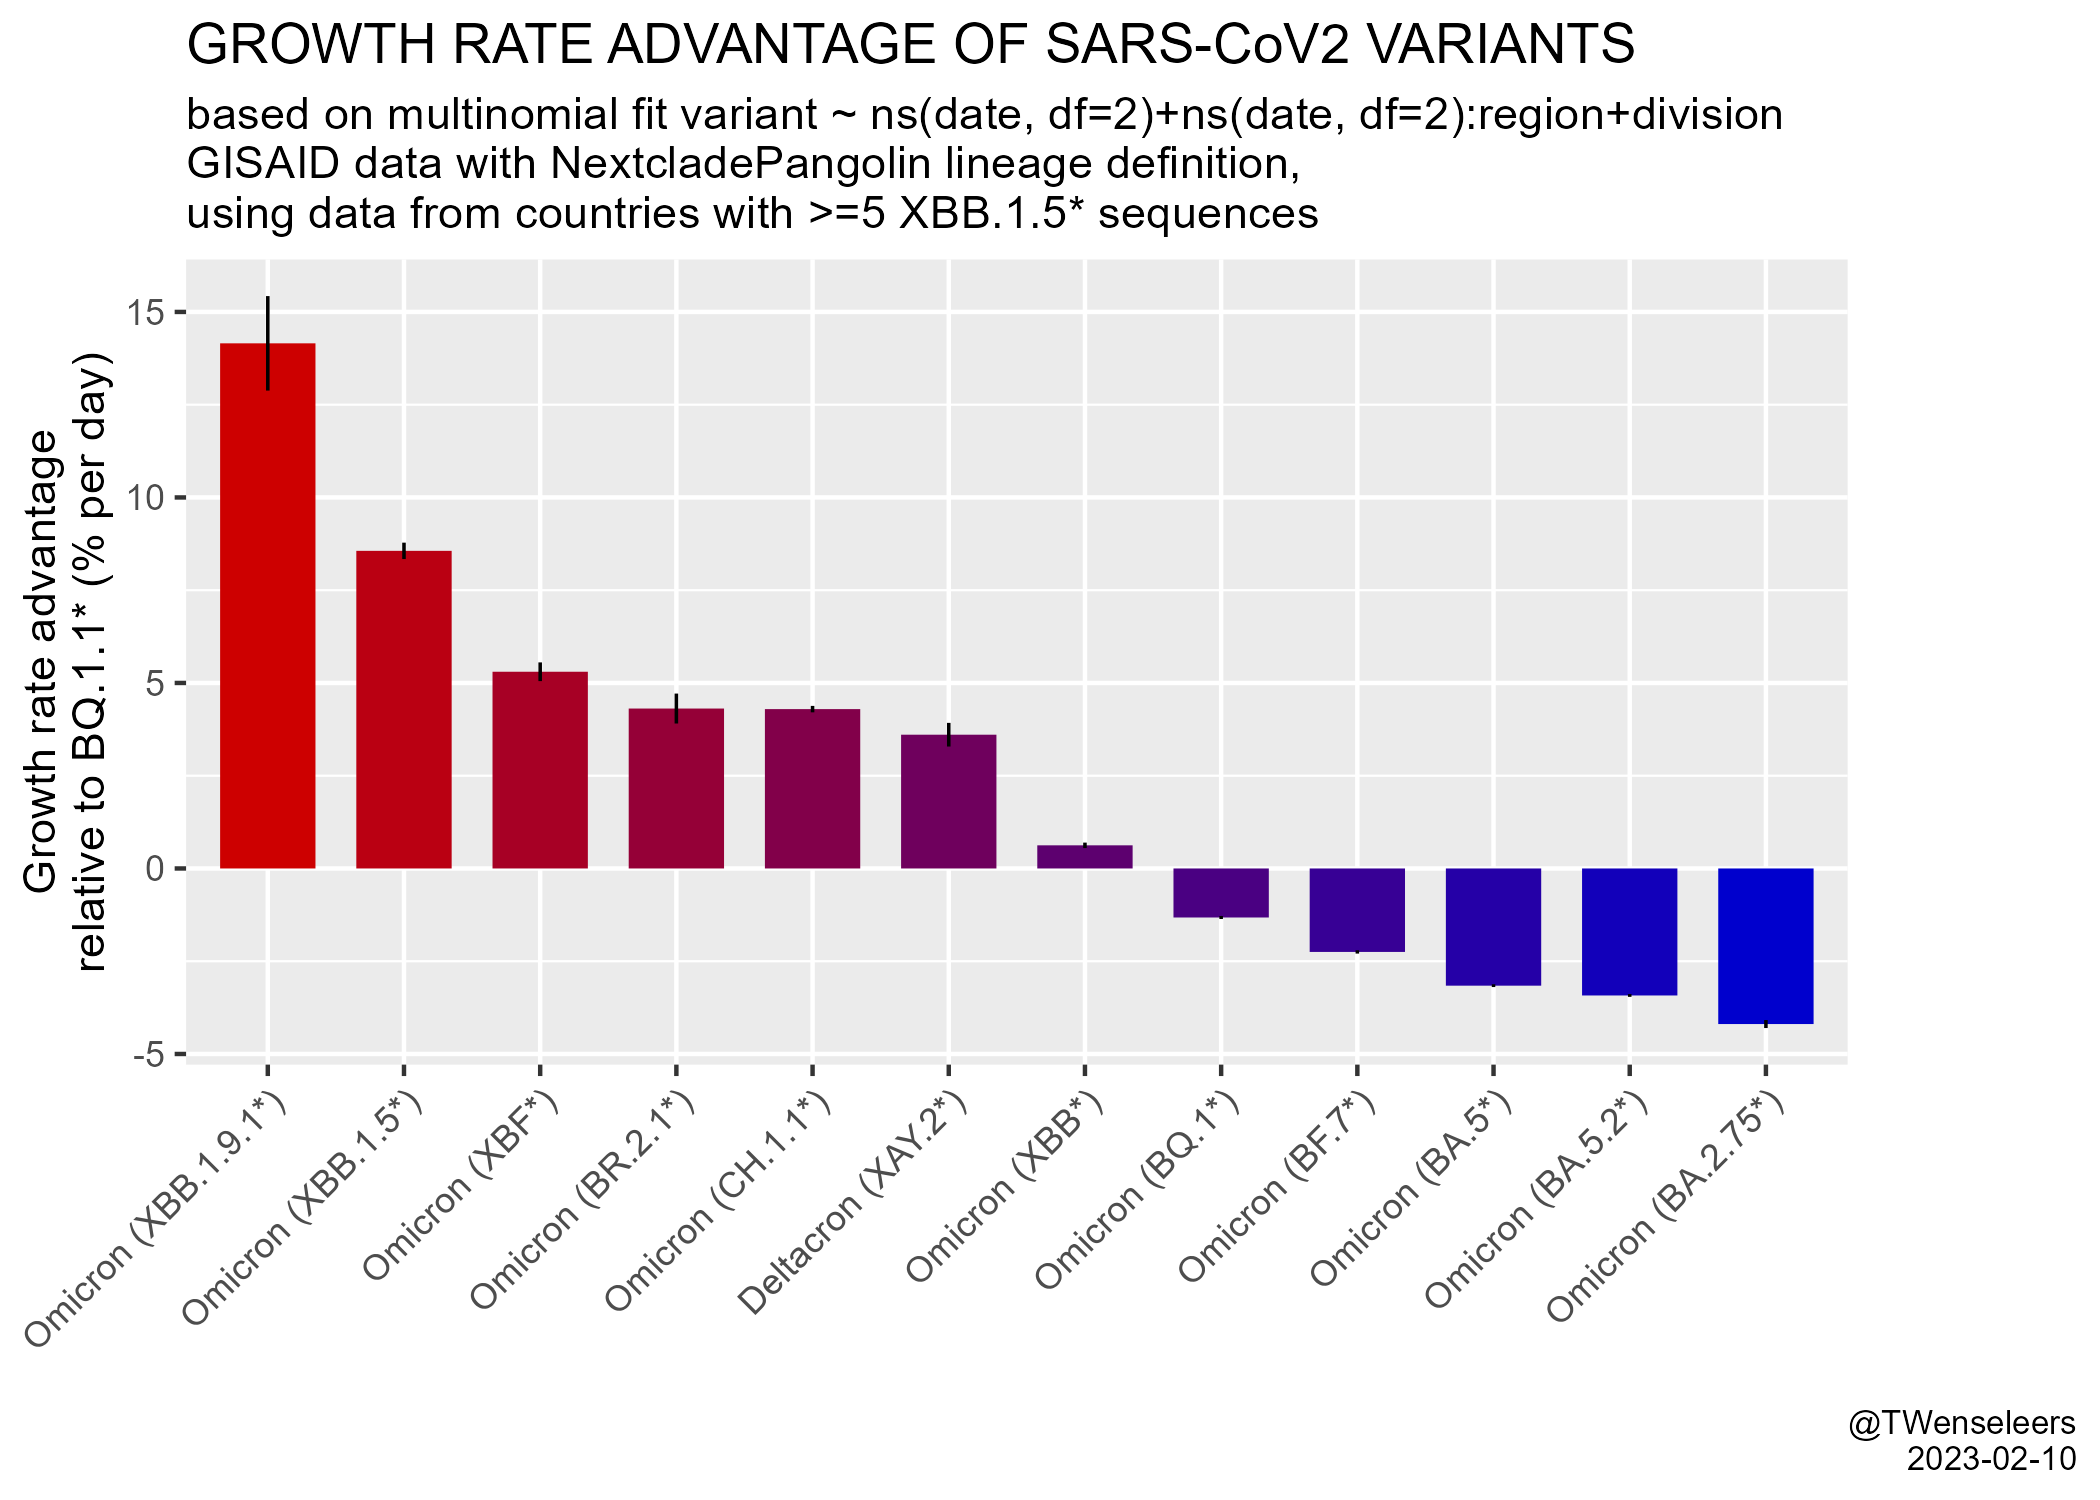 GROWTH RATE ADVANTAGE OF SARS-CoV2 VARIANTS
based on multinomial fit variant ~ ns(date, df=2)+ns(date, df=2):region+division
GISAID data with NextcladePangolin lineage definition,
using data from countries with >=5 XBB.1.5* sequences
Growth rate advantage
relative to BQ.1.1* (% per day)
15
10
5
0
-5
Omicron (XBB.1.9.1*)
Omicron (XBB.1.5*)
Omicron (XBF*)
Omicron (BR.2.1*)
Omicron (CH.1.1*)
Deltacron (XAY.2*)
Omicron (XBB*)
Omicron (BQ.1*)
Omicron (BF.7*)
Omicron (BA.5*)
Omicron (BA.5.2*)
Omicron (BA.2.75*)
@TWenseleers
2023-02-10